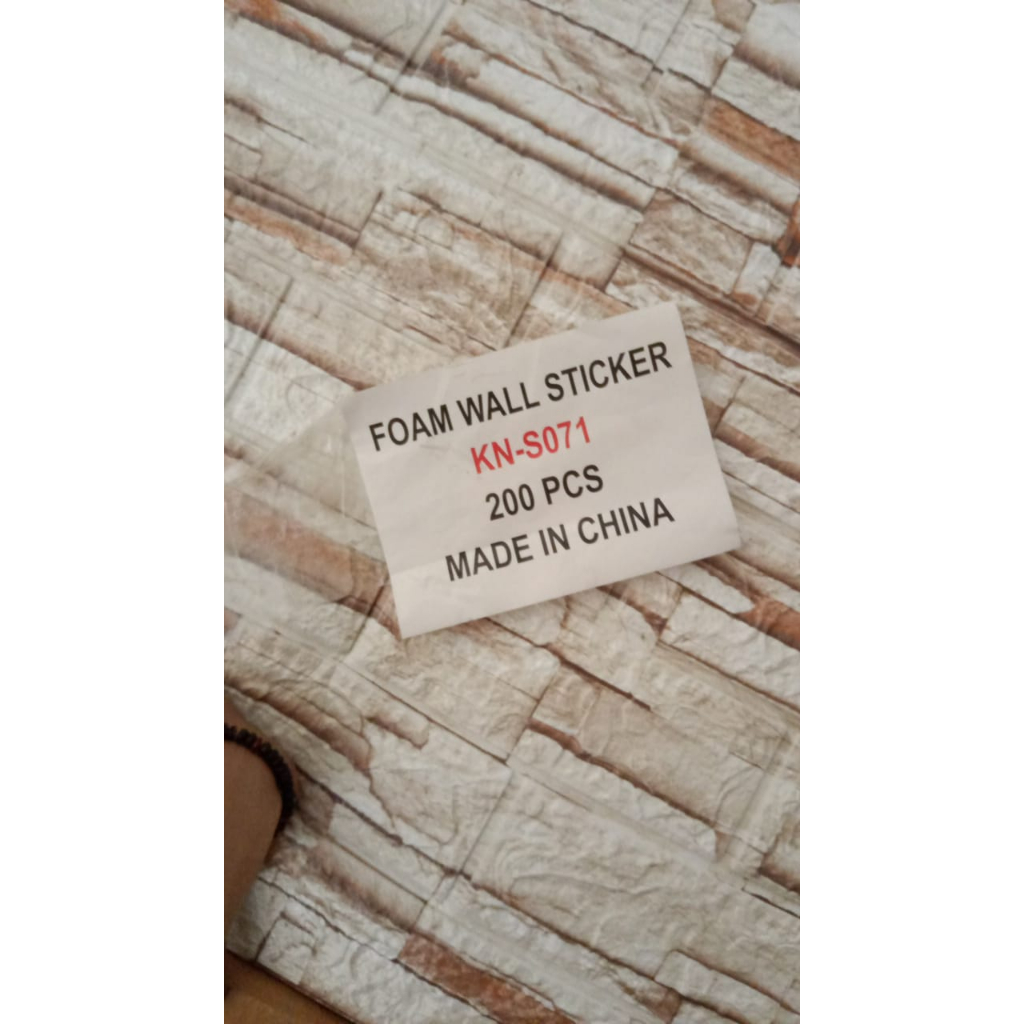 FOAM WALL STICKER
KN-S071
200 PCS
MADE IN CHINA